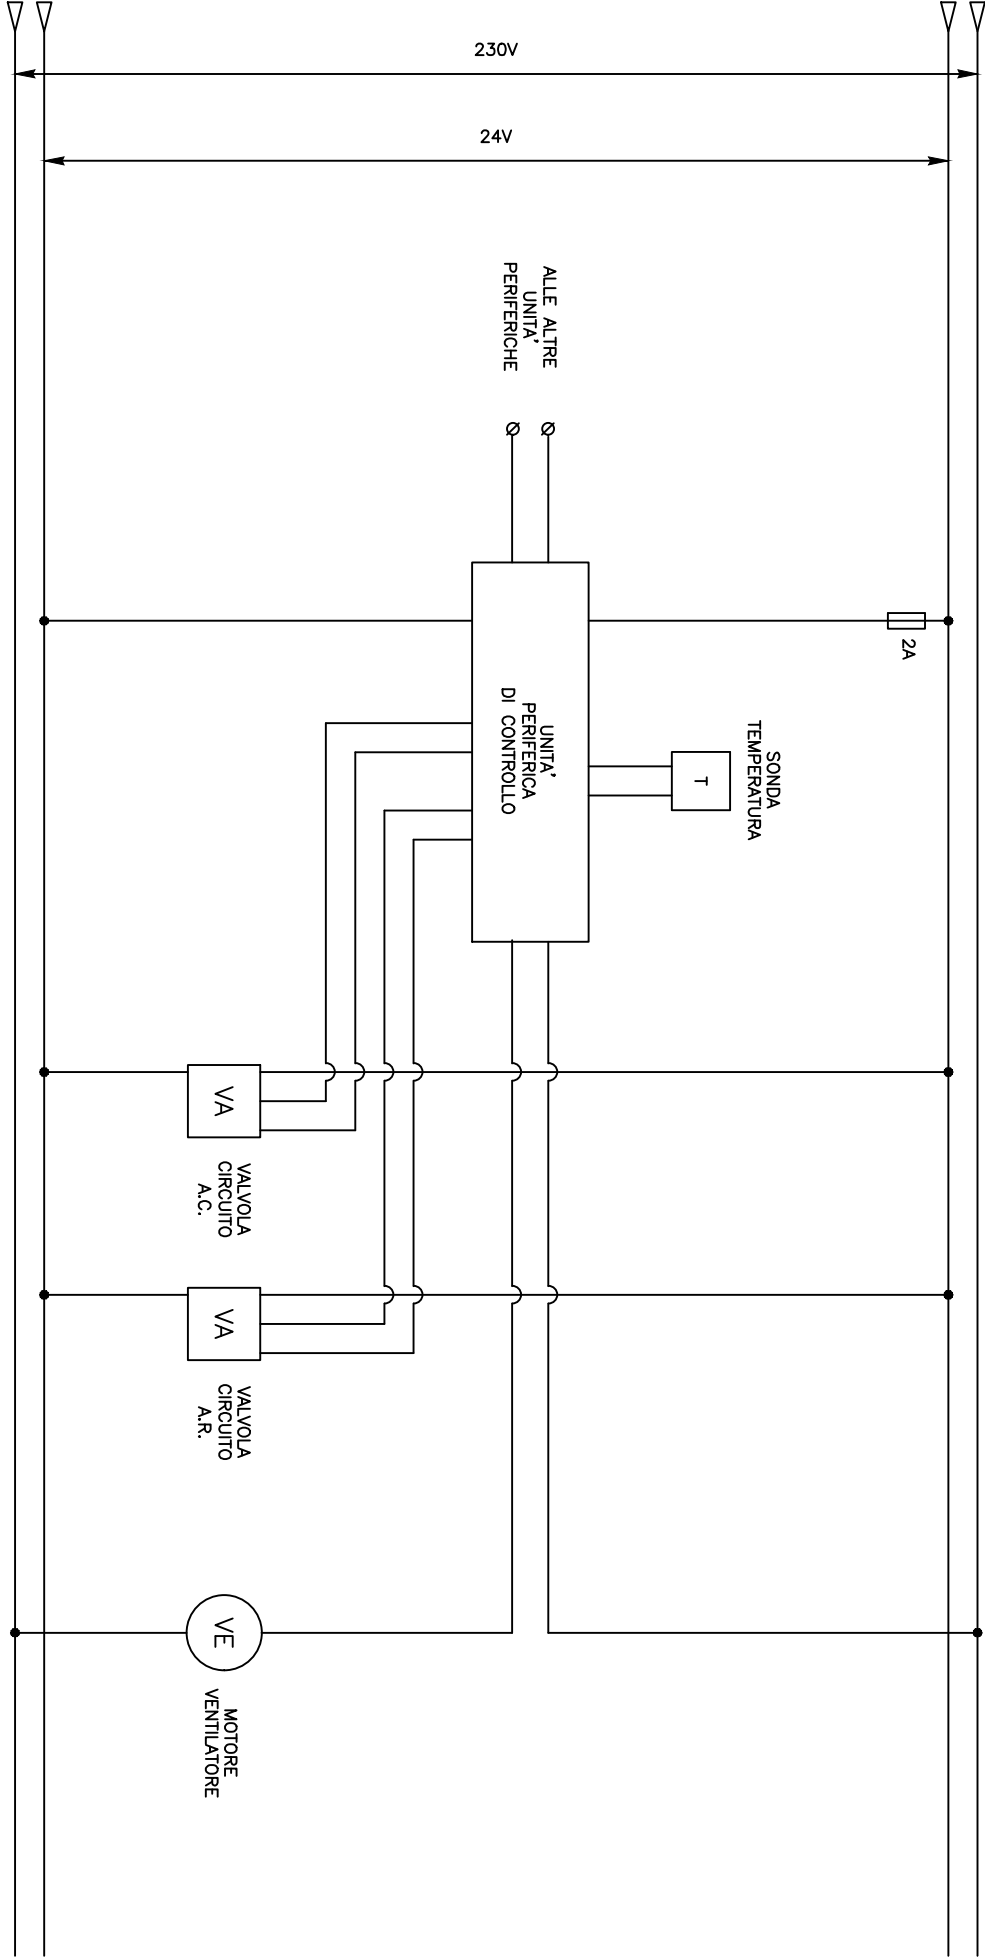 230V
24V
ALLE ALTRE
UNITA'
PERIFERICHE
2A
SONDA
TEMPERATURA
T
UNITA'
PERIFERICA
DI CONTROLLO
VA
VALVOLA
CIRCUITO
A.C.
VA
VALVOLA
CIRCUITO
A.R.
VE
MOTORE
VENTILATORE